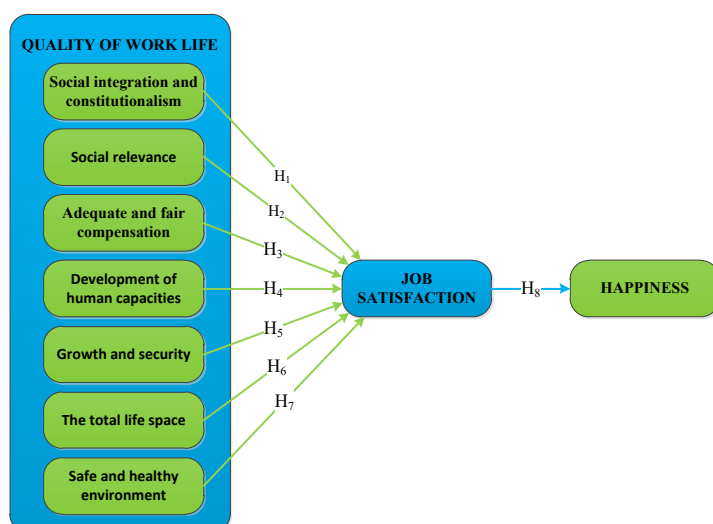 QUALITY OF WORK LIFE
Social integration and
constitutionalism
Social relevance
Adequate and fair
compensation
Development of
human capacities
Growth and security
The total life space
Safe and healthy
environment
H₁
H₂
H₃
H₄
H₅
H₆
H₇
JOB
SATISFACTION
H₈
HAPPINESS